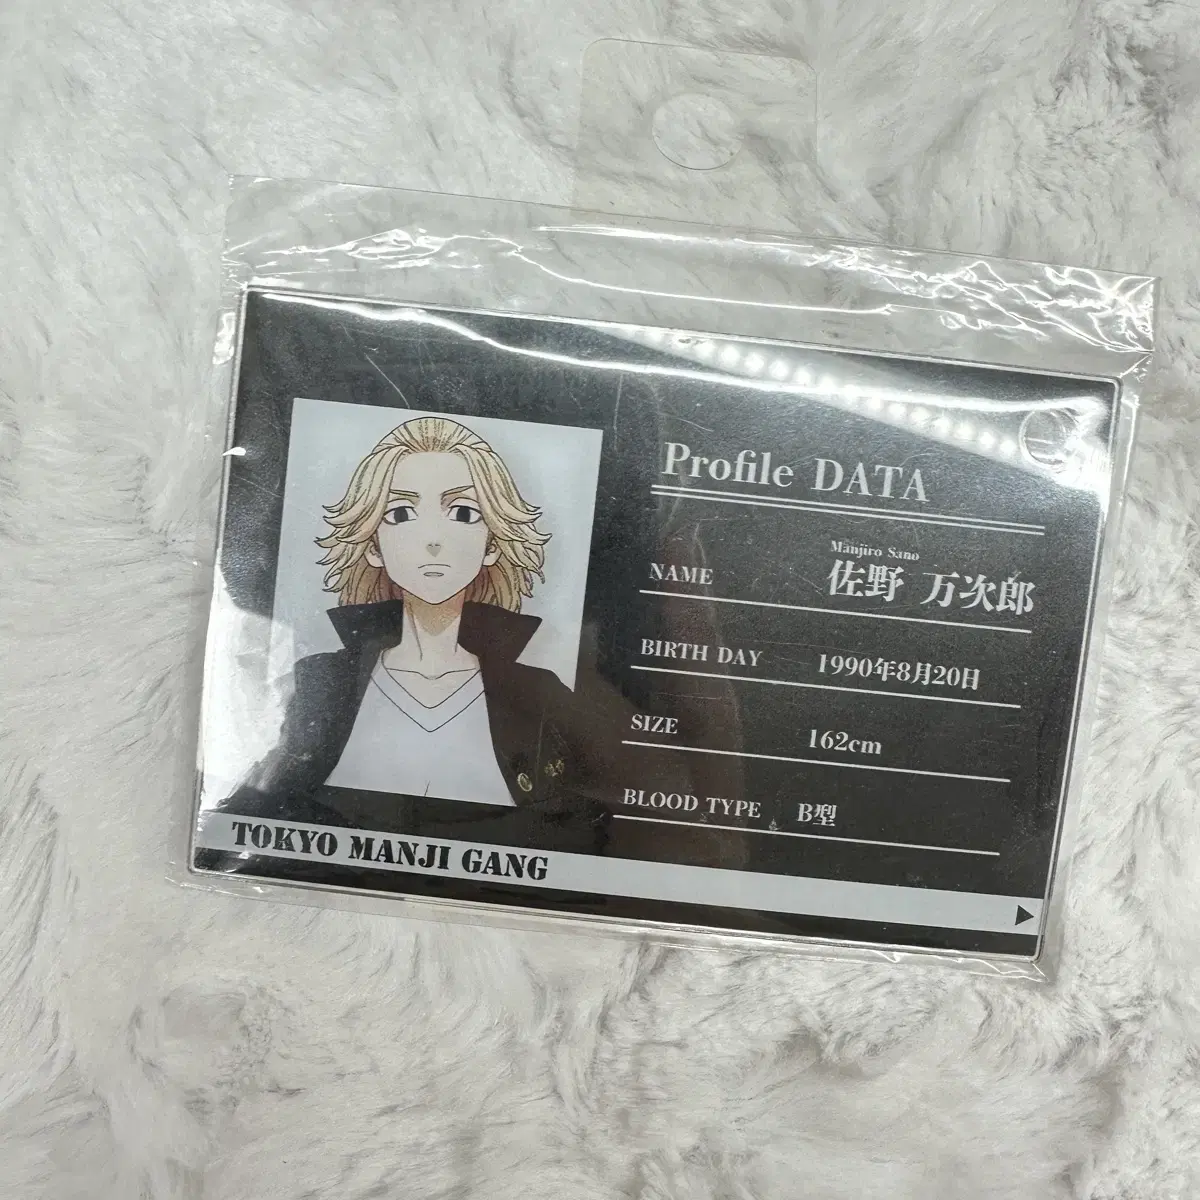 Profile DATA
Manjiro Sano
NAME 佐野 万次郎
BIRTH DAY 1990年8月20日
SIZE 162cm
BLOOD TYPE B型
TOKYO MANJI GANG